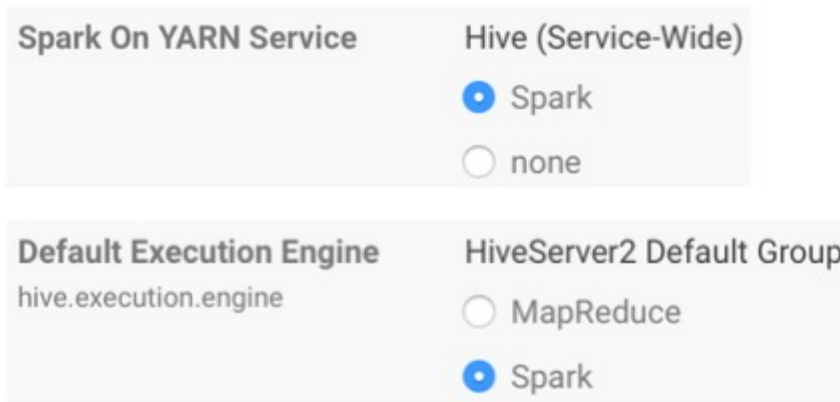 Spark On YARN Service
Hive (Service-Wide)
Spark
none
Default Execution Engine
hive.execution.engine
HiveServer2 Default Group
MapReduce
Spark